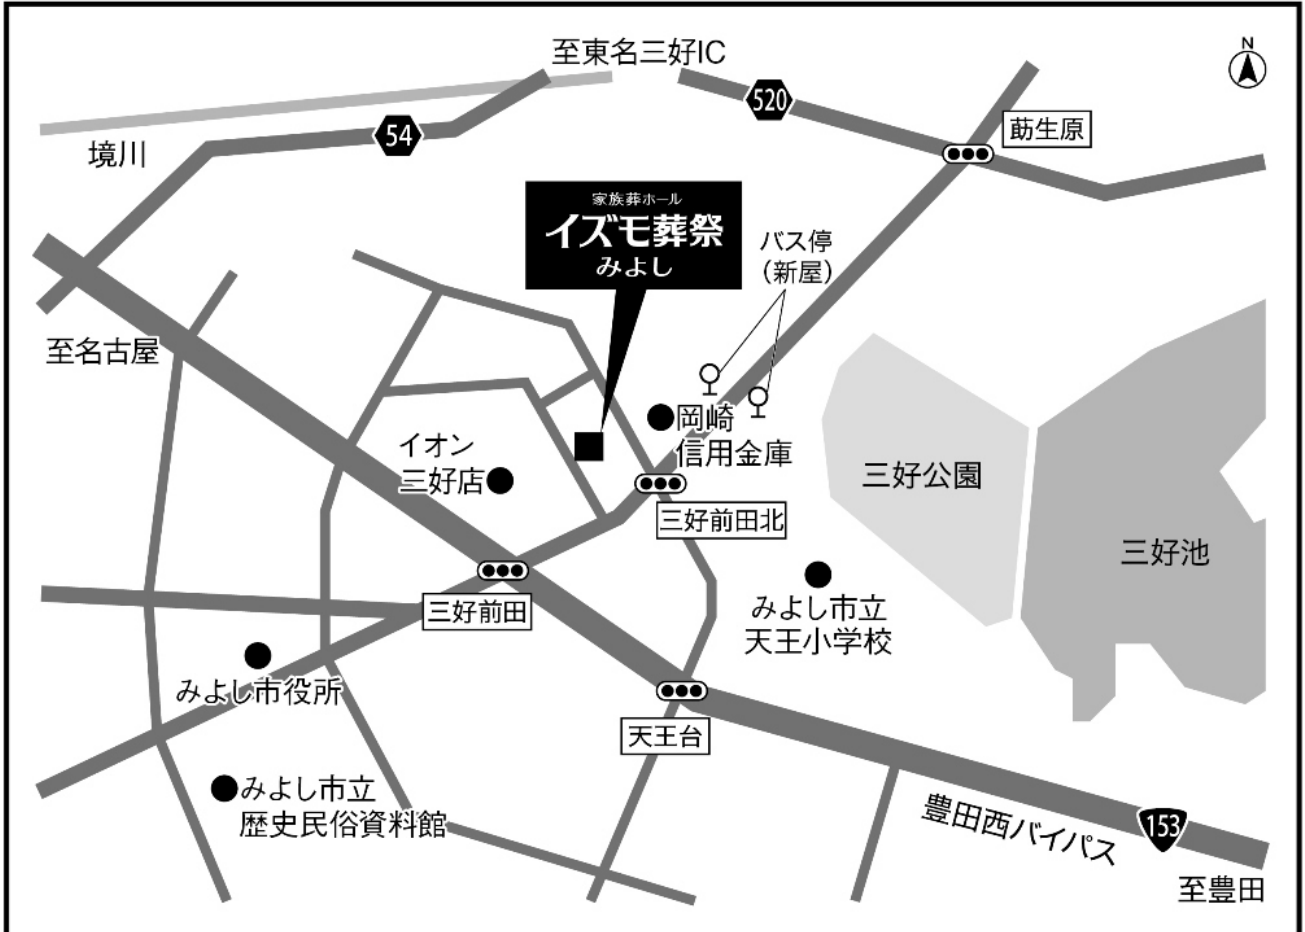 至東名三好IC
N
520
莇生原
54
境川
家族葬ホール
イズモ葬祭
みよし
バス停
（新屋）
至名古屋
岡崎
信用金庫
イオン
三好店
三好公園
三好前田北
三好池
三好前田
みよし市立
天王小学校
みよし市役所
天王台
みよし市立
歴史民俗資料館
豊田西バイパス
153
至豊田